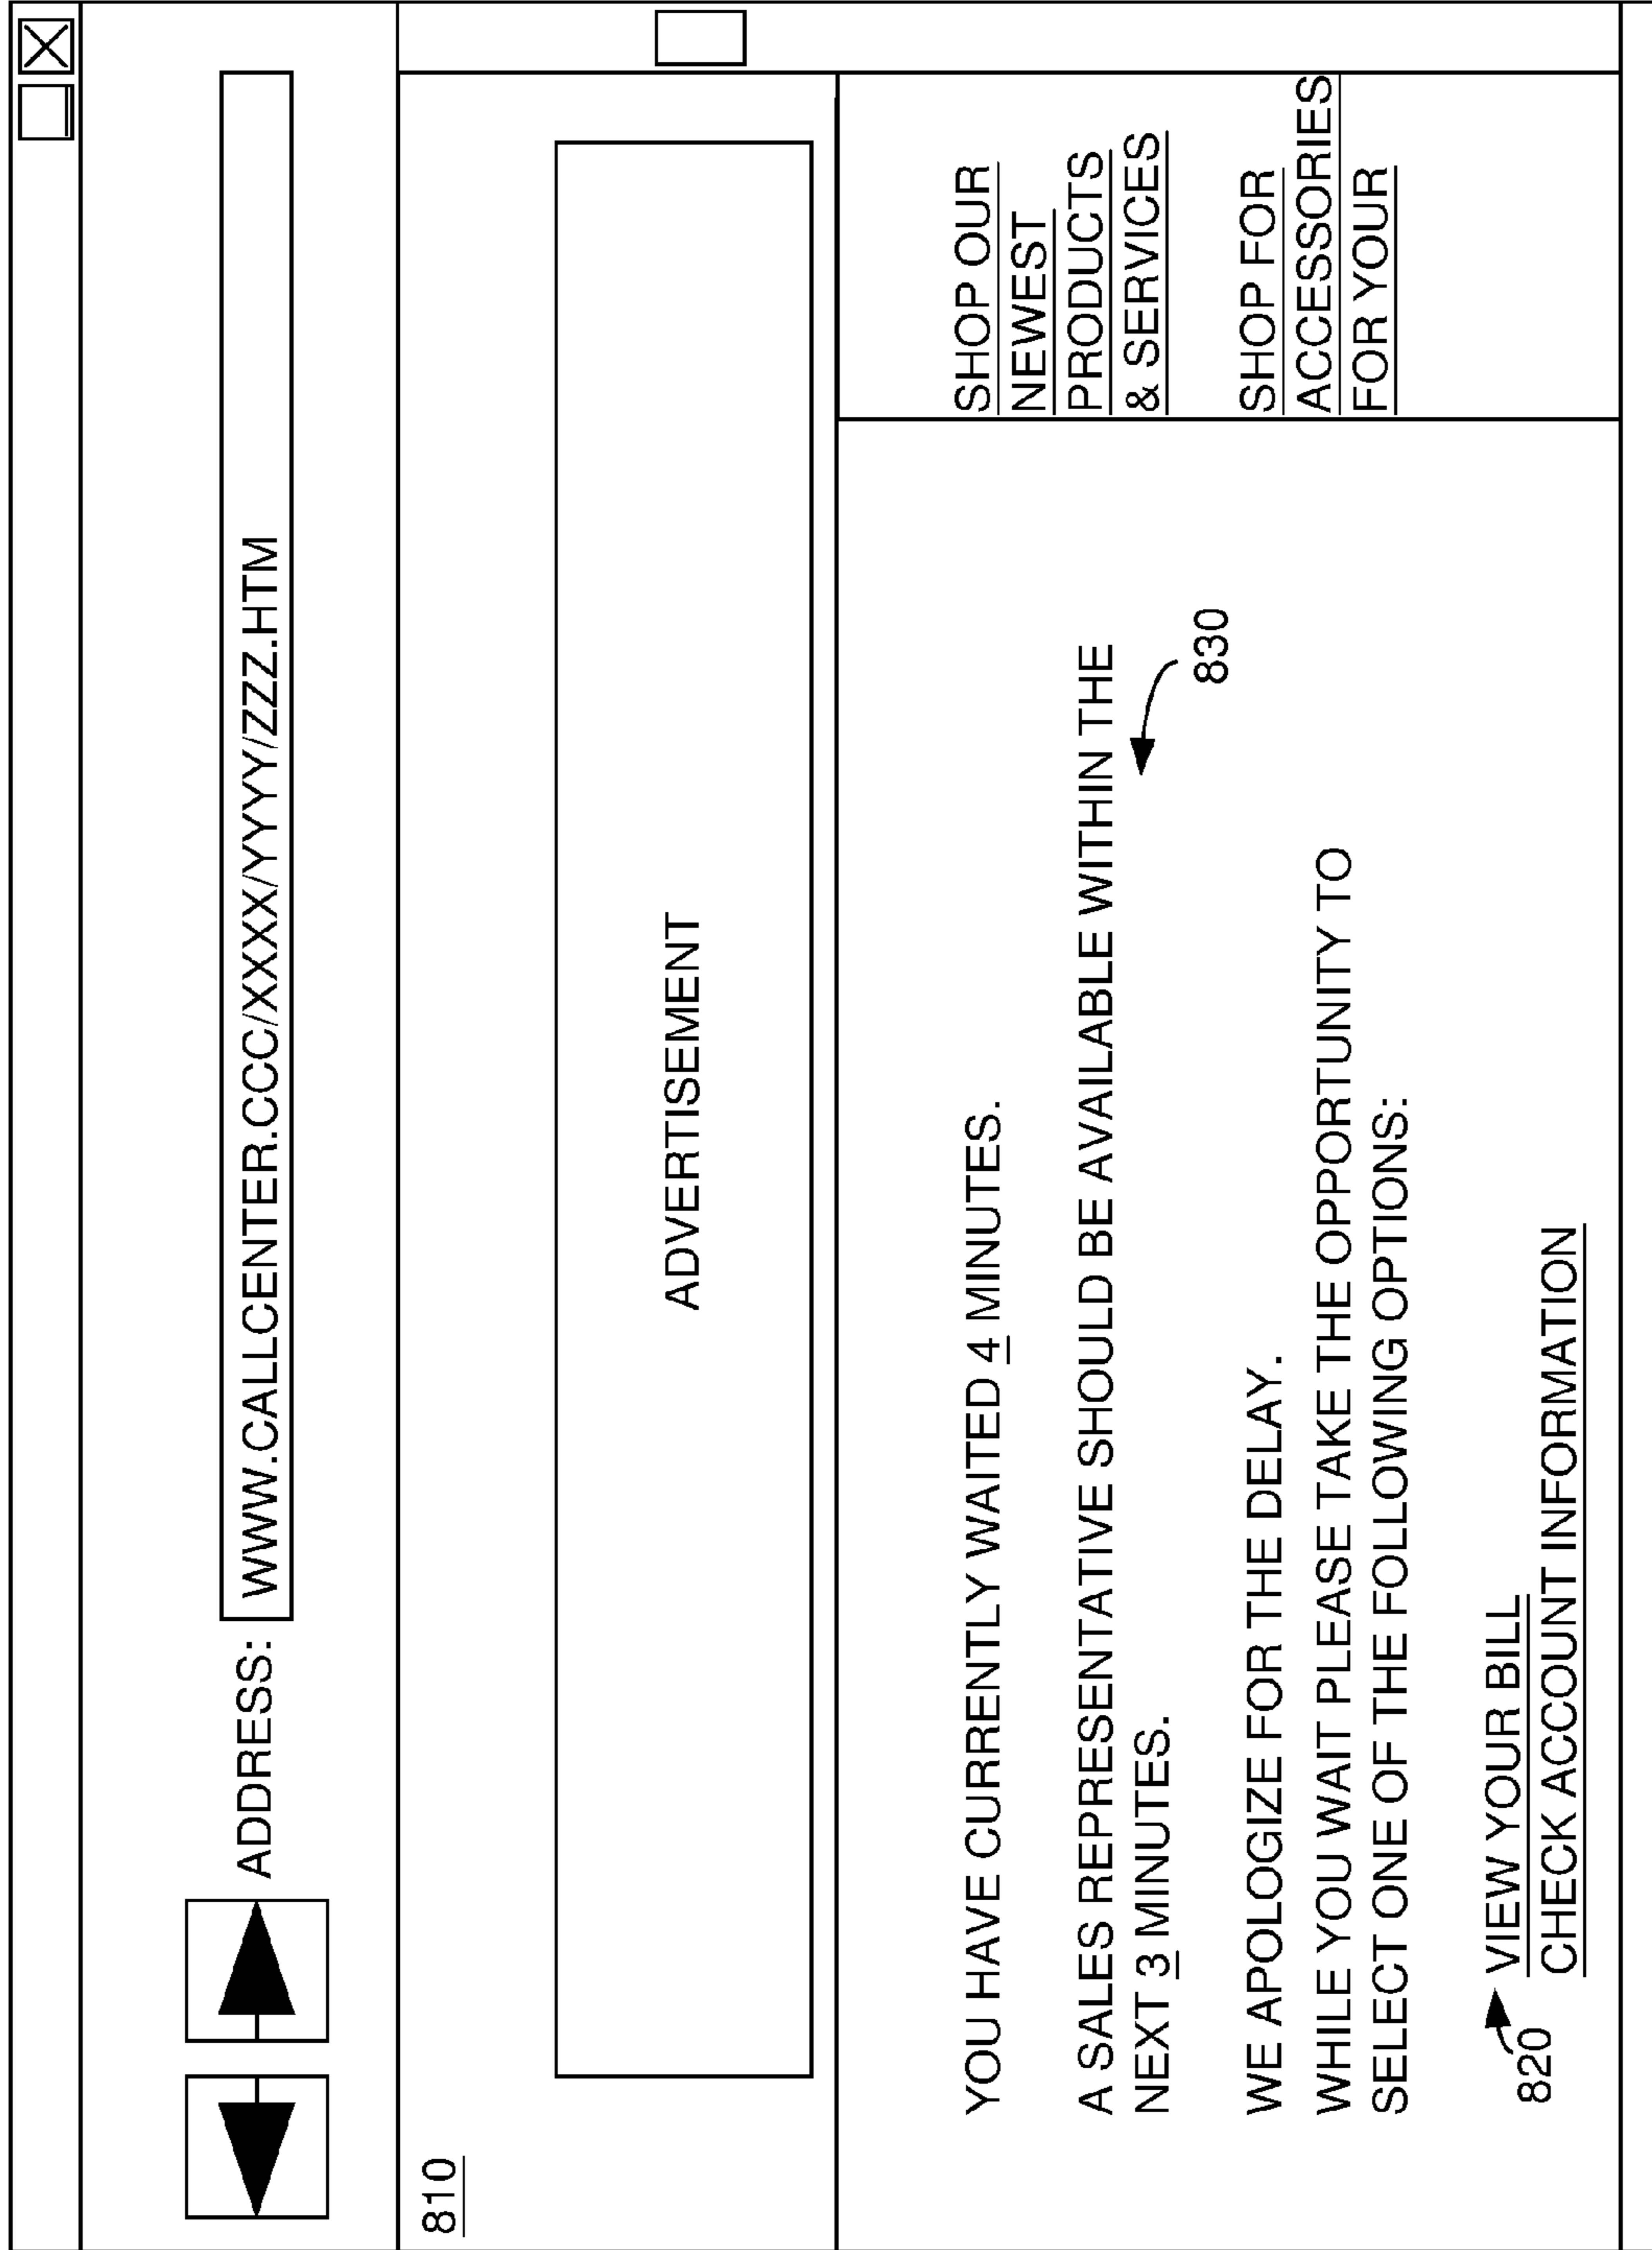 ADDRESS: WWW.CALLCENTER.CCC/XXXX/YYYY/ZZZ.HTM
810
ADVERTISEMENT
YOU HAVE CURRENTLY WAITED 4 MINUTES.
A SALES REPRESENTATIVE SHOULD BE AVAILABLE WITHIN THE
NEXT 3 MINUTES.
830
WE APOLOGIZE FOR THE DELAY.
WHILE YOU WAIT PLEASE TAKE THE OPPORTUNITY TO
SELECT ONE OF THE FOLLOWING OPTIONS:
820
VIEW YOUR BILL
CHECK ACCOUNT INFORMATION
SHOP OUR
NEWEST
PRODUCTS
& SERVICES
SHOP FOR
ACCESSORIES
FOR YOUR